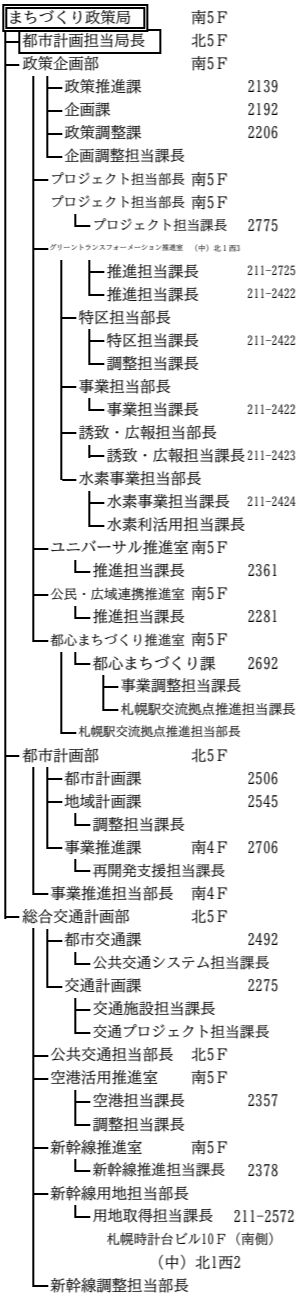 まちづくり政策局 南5F
都市計画担当局長 北5F
政策企画部 南5F
政策推進課 2139
企画課 2192
政策調整課 2206
企画調整担当課長
プロジェクト担当部長 南5F
プロジェクト担当部長 南5F
プロジェクト担当課長 2775
グリーントランスフォーメーション推進室 (中)北1西3
推進担当課長 211-2725
推進担当課長 211-2422
特区担当部長
特区担当課長 211-2422
調整担当課長
事業担当部長
事業担当課長 211-2422
誘致・広報担当部長
誘致・広報担当課長 211-2423
水素事業担当部長
水素事業担当課長 211-2424
水素利活用担当課長
ユニバーサル推進室 南5F
推進担当課長 2361
公民・広域連携推進室 南5F
推進担当課長 2281
都心まちづくり推進室 南5F
都心まちづくり課 2692
事業調整担当課長
札幌駅交流拠点推進担当課長
札幌駅交流拠点推進担当部長
都市計画部 北5F
都市計画課 2506
地域計画課 2545
調整担当課長
事業推進課 南4F 2706
再開発支援担当課長
事業推進担当部長 南4F
総合交通計画部 北5F
都市交通課 2492
公共交通システム担当課長
交通計画課 2275
交通施設担当課長
交通プロジェクト担当課長
公共交通担当部長 北5F
空港活用推進室 南5F
空港担当課長 2357
調整担当課長
新幹線推進室 南5F
新幹線推進担当課長 2378
新幹線用地担当部長
用地取得担当課長 211-2572
札幌時計台ビル10F(南側)
(中)北1西2
新幹線調整担当部長